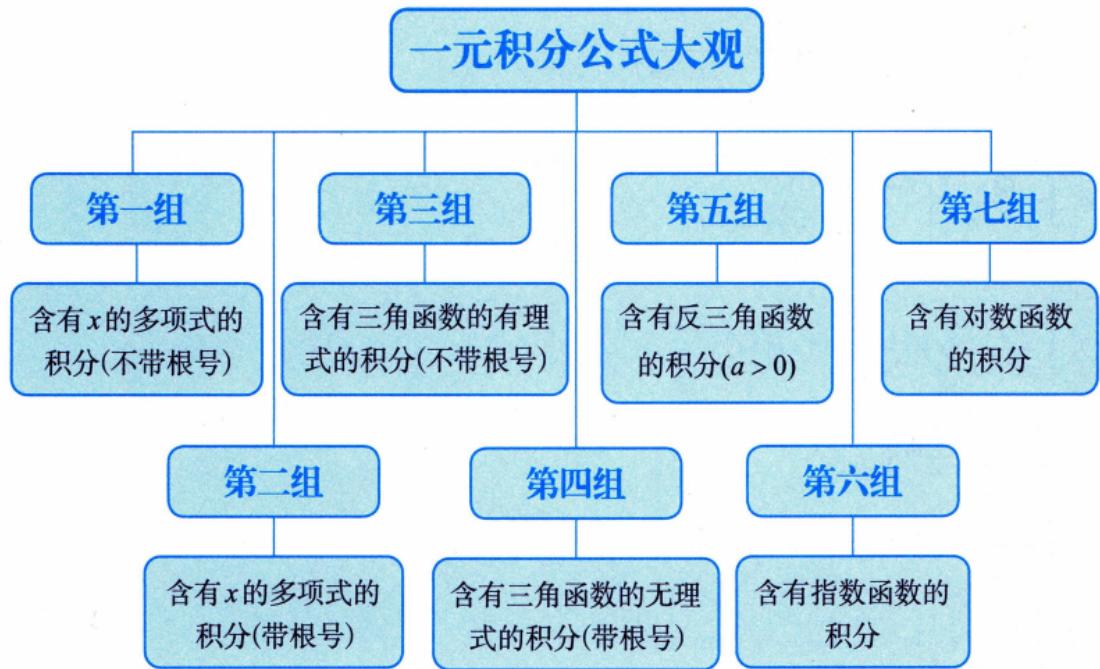 一元积分公式大观
第一组
第三组
第五组
第七组
含有x的多项式的
积分(不带根号)
含有三角函数的有理
式的积分(不带根号)
含有反三角函数
的积分(a > 0)
含有对数函数
的积分
第二组
第四组
第六组
含有x的多项式的
积分(带根号)
含有三角函数的无理
式的积分(带根号)
含有指数函数的
积分